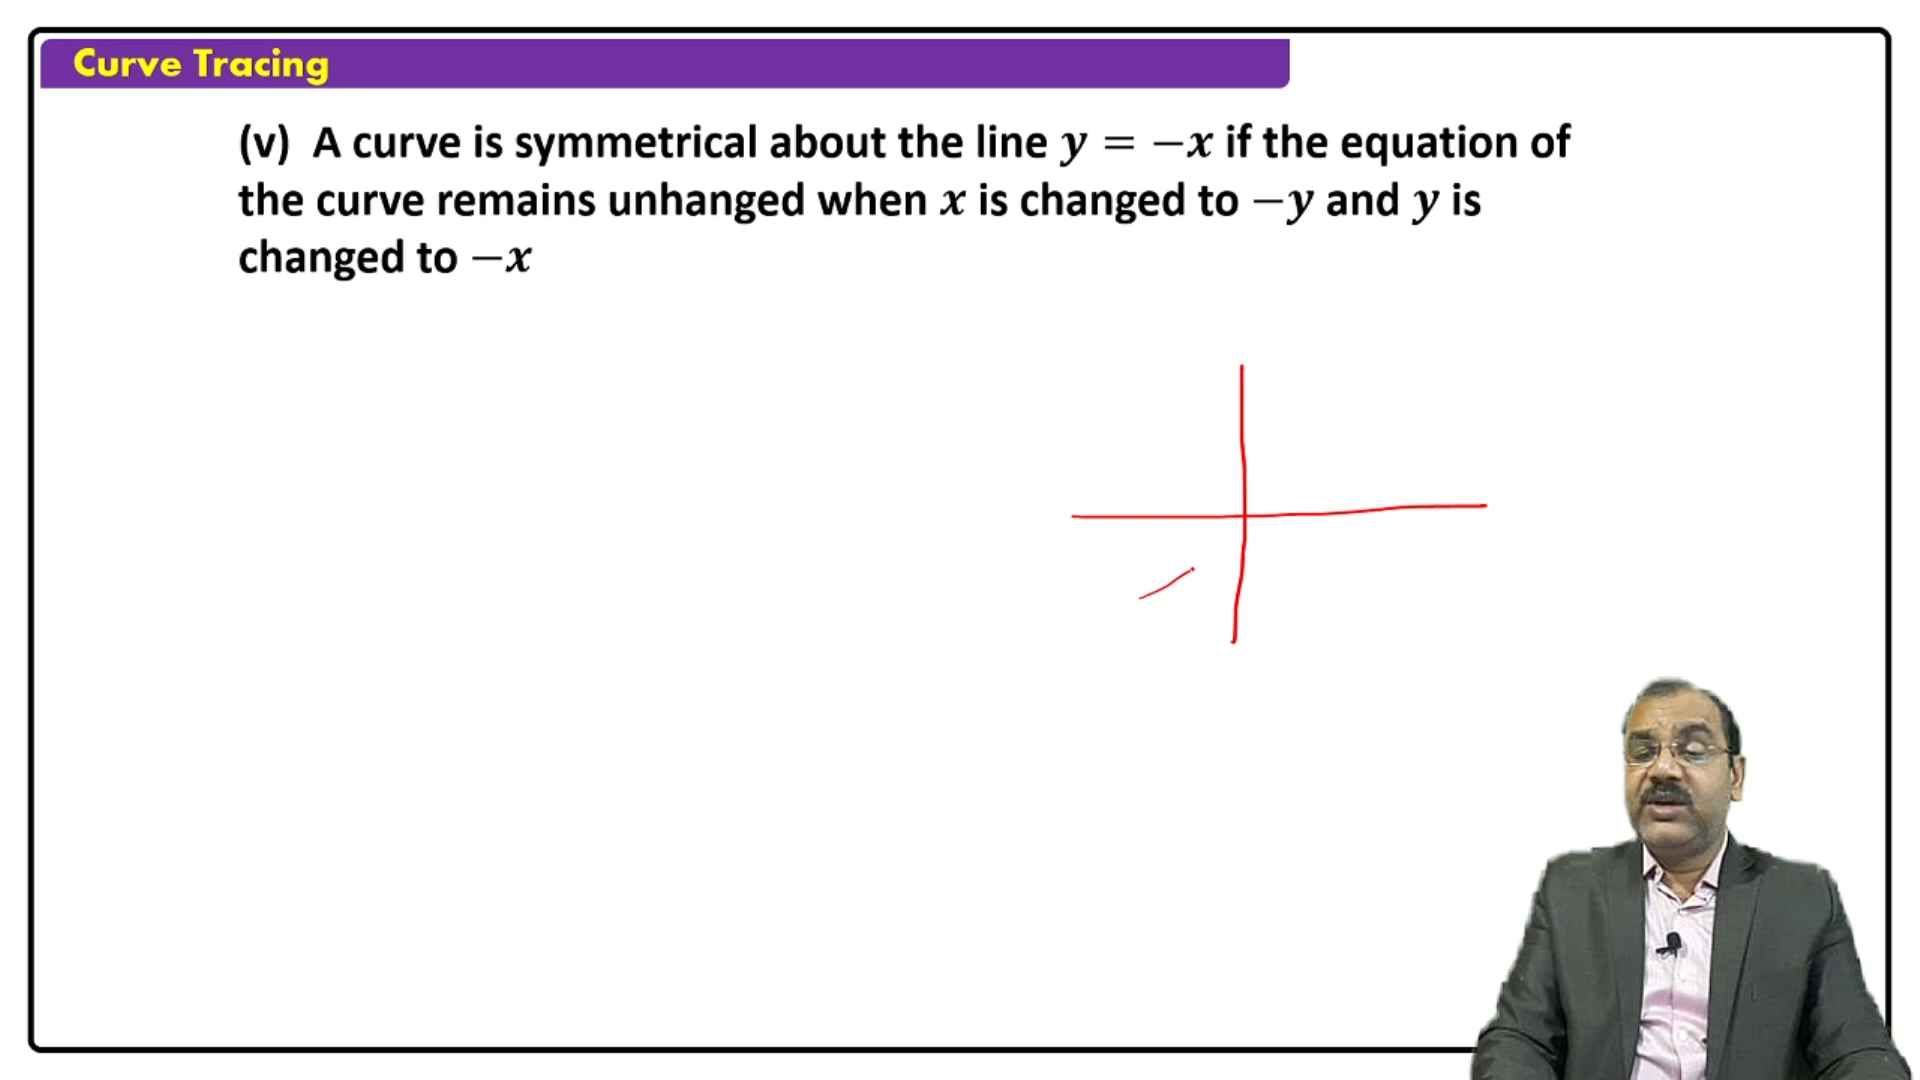 Curve Tracing
(v) A curve is symmetrical about the line y = −x if the equation of
the curve remains unhanged when x is changed to −y and y is
changed to −x